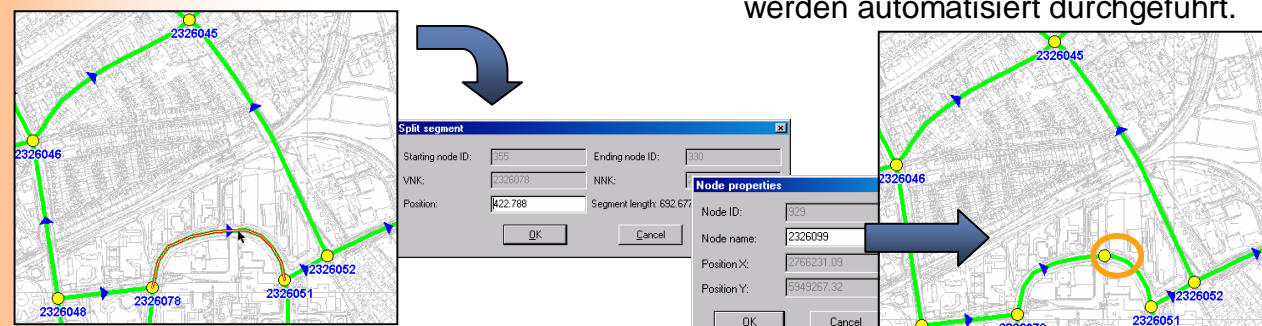 werden automatisiert durchgeführt.
2326045
2326046
2326052
2326051
2326078
2326048
Split segment
Starting node ID: 355 Ending node ID: 330
VNK: 2326078 NNK:
Position: 422.788 Segment length: 692.677
OK Cancel
Node properties
Node ID: 929
Node name: 2326099
Position X: 2766231.09
Position Y: 5949267.32
OK Cancel
2326045
2326046
2326052
2326051